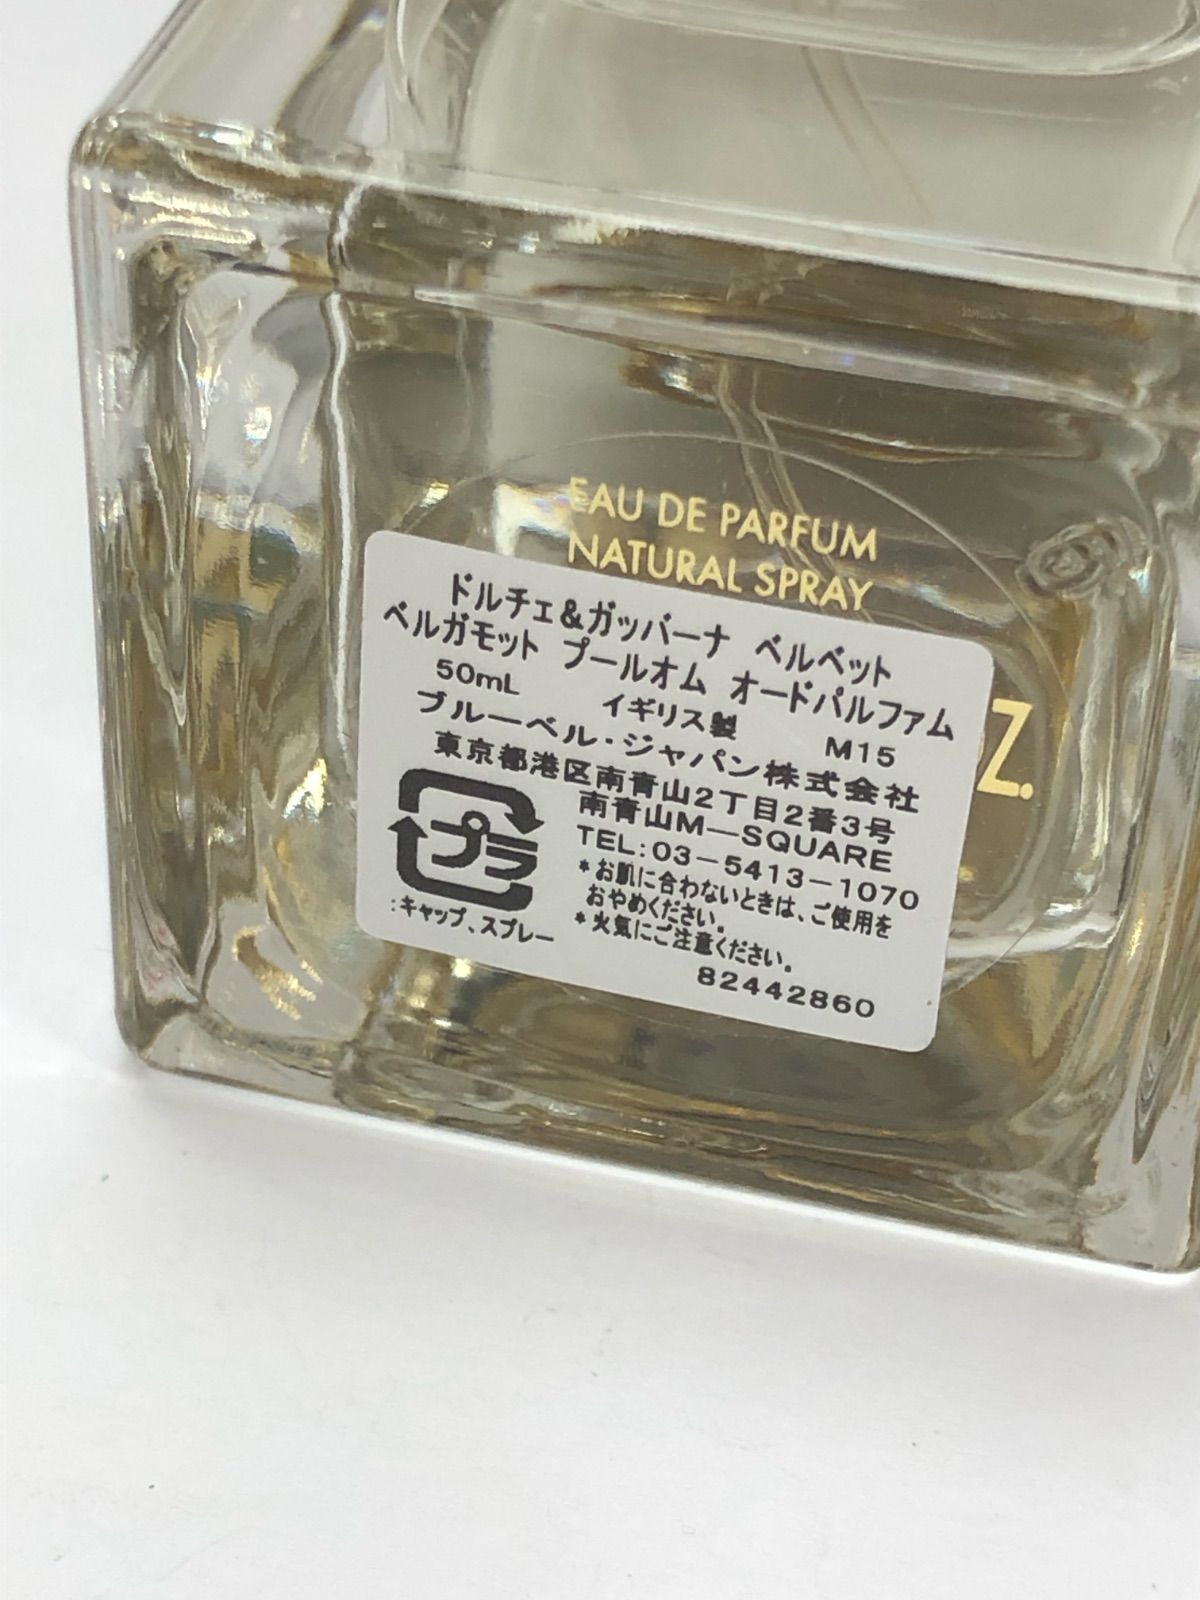 EAU DE PARFUM
NATURAL SPRAY
Z.
ドルチェ&ガッバーナ ベルベット
ベルガモット プールオム オードパルファム
50mL イギリス製 M15
ブルーベル・ジャパン株式会社
東京都港区南青山2丁目2番3号
南青山M—SQUARE
TEL:03-5413-1070
プラ
:キャップ、スプレー
*お肌に合わないときは、ご使用を
おやめください。
*火気にご注意ください。
82442860